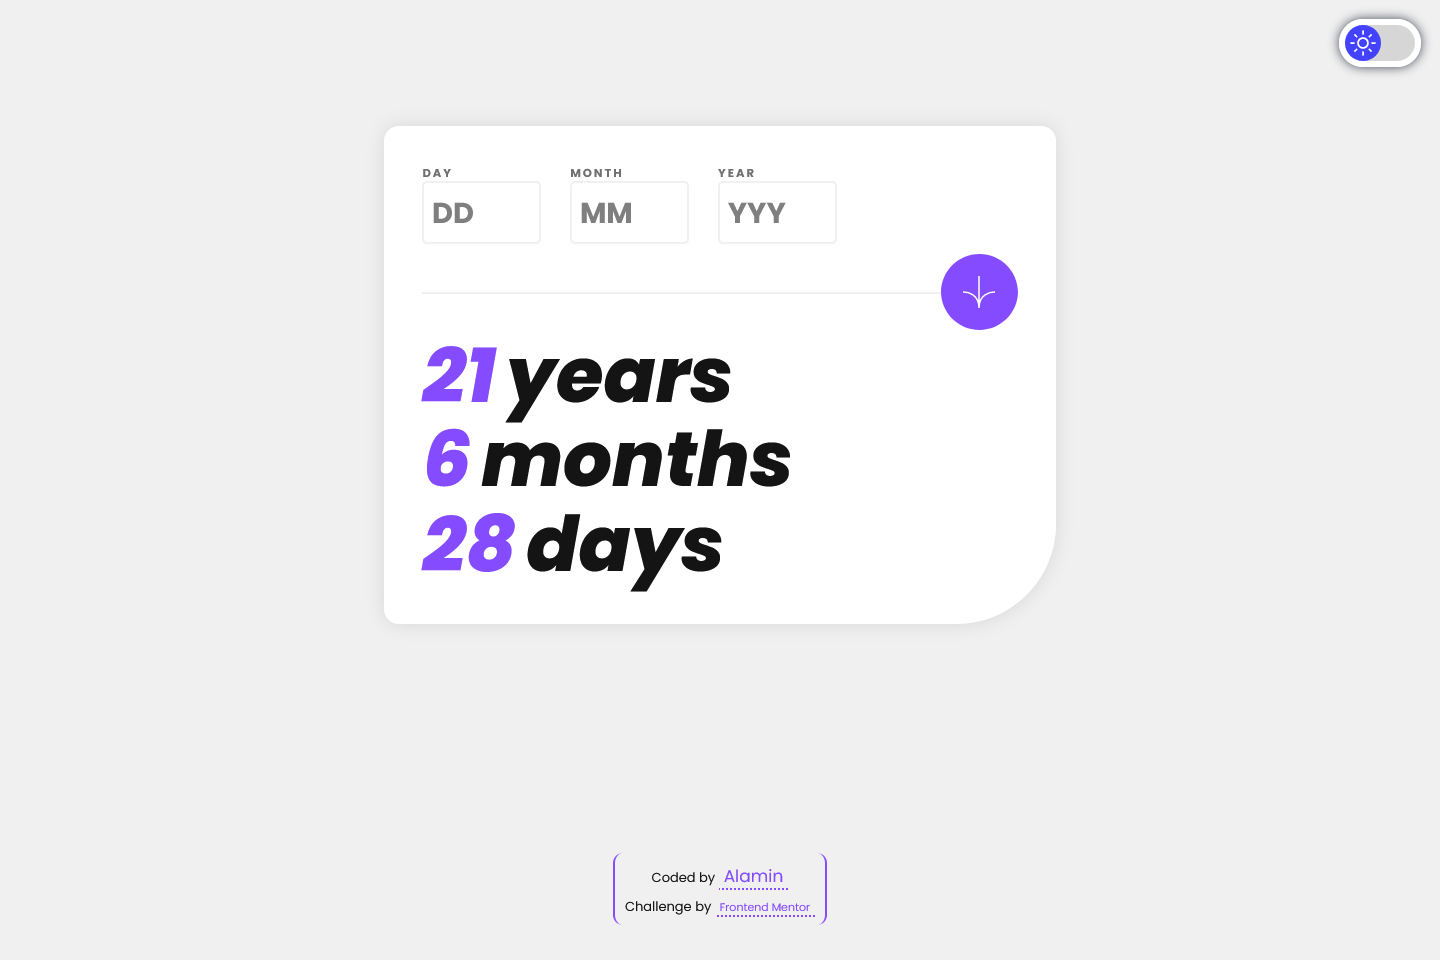 DAY MONTH YEAR
DD MM YYY
21 years
6 months
28 days
Coded by Alamin
Challenge by Frontend Mentor